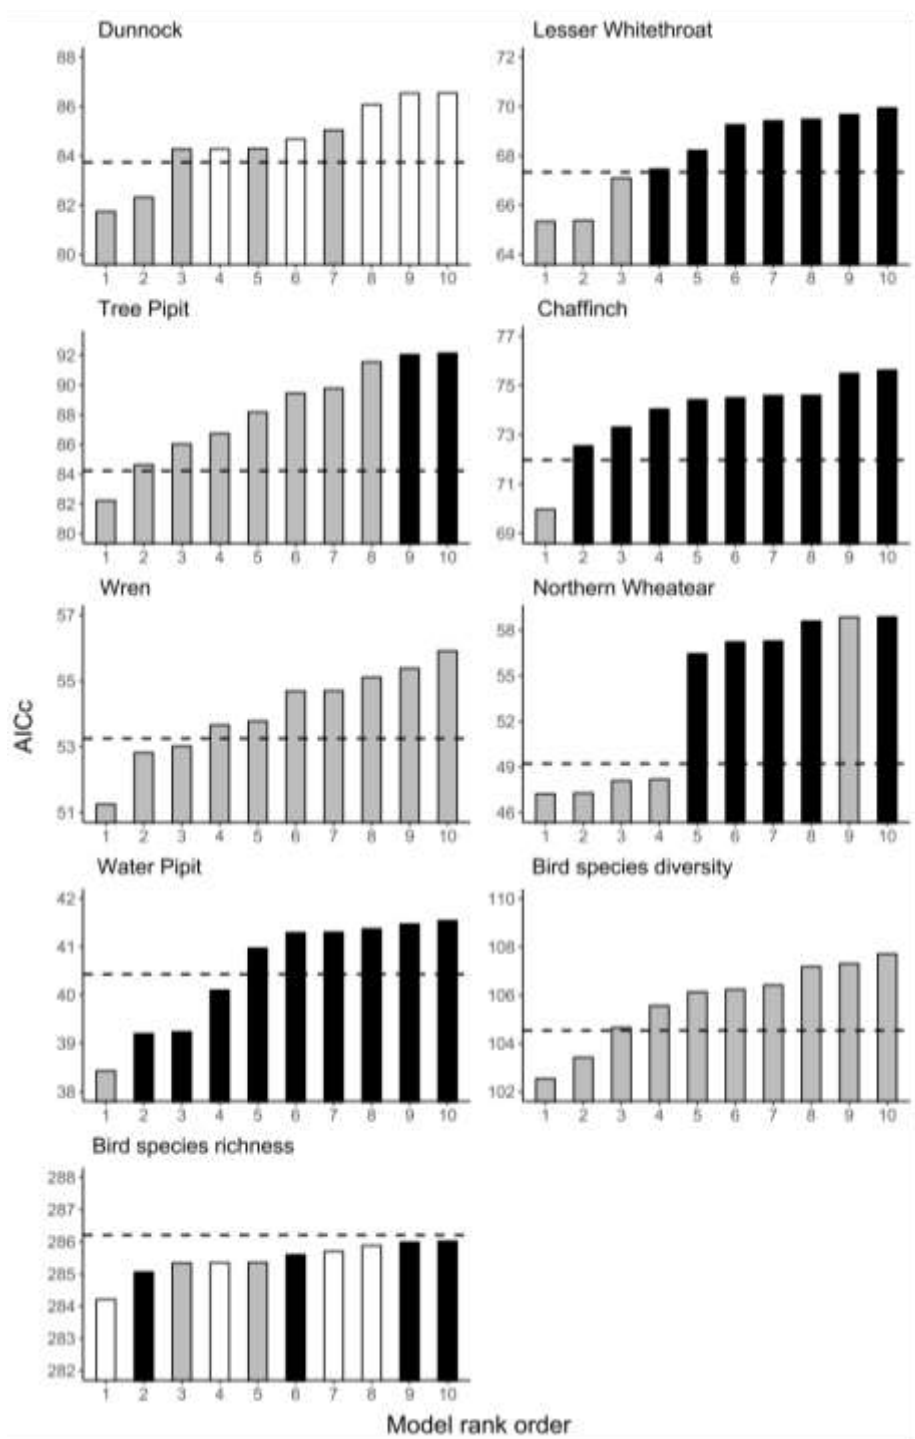 Dunnock
88
86
84
82
80
1 2 3 4 5 6 7 8 9 10
Lesser Whitethroat
72
70
68
66
64
1 2 3 4 5 6 7 8 9 10
Tree Pipit
92
90
88
86
84
82
80
1 2 3 4 5 6 7 8 9 10
Chaffinch
77
75
73
71
69
1 2 3 4 5 6 7 8 9 10
Wren
57
55
53
51
1 2 3 4 5 6 7 8 9 10
Northern Wheatear
58
55
52
49
46
1 2 3 4 5 6 7 8 9 10
AICc
Water Pipit
42
41
40
39
38
1 2 3 4 5 6 7 8 9 10
Bird species diversity
110
108
106
104
102
1 2 3 4 5 6 7 8 9 10
Bird species richness
288
287
286
285
284
283
282
1 2 3 4 5 6 7 8 9 10
Model rank order